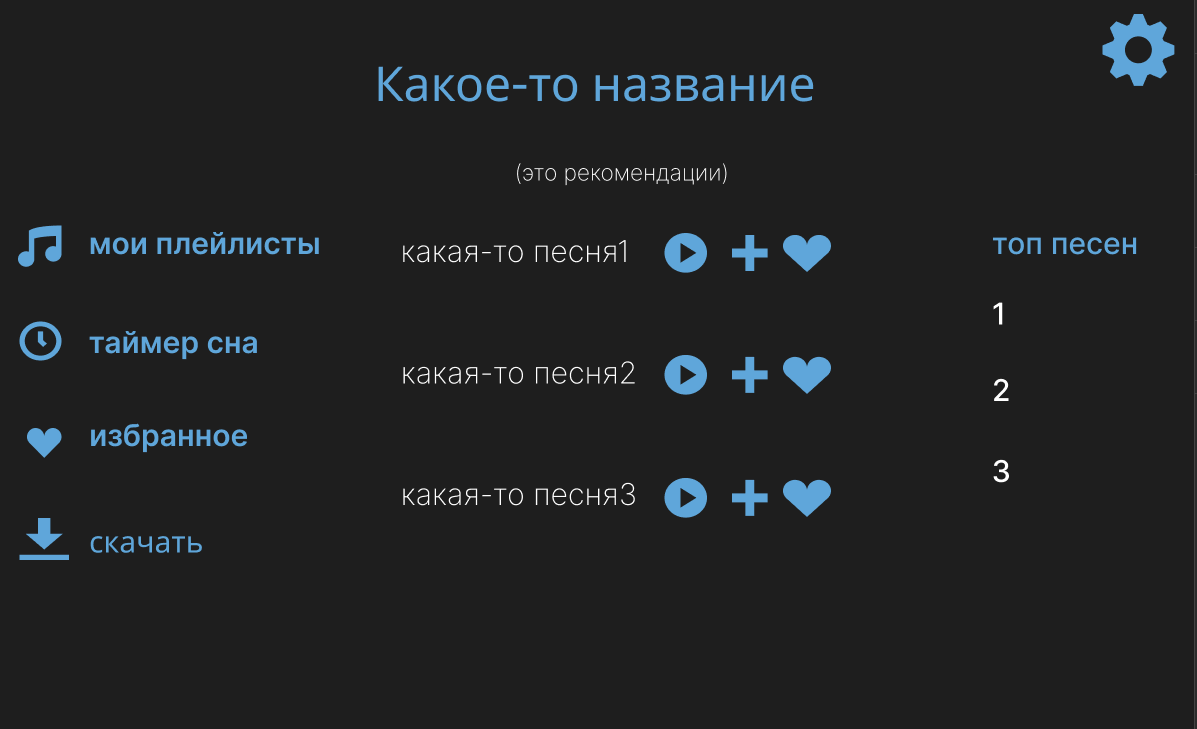 Какое-то название
(это рекомендации)
мои плейлисты
таймер сна
избранное
скачать
какая-то песня1
какая-то песня2
какая-то песня3
топ песен
1
2
3